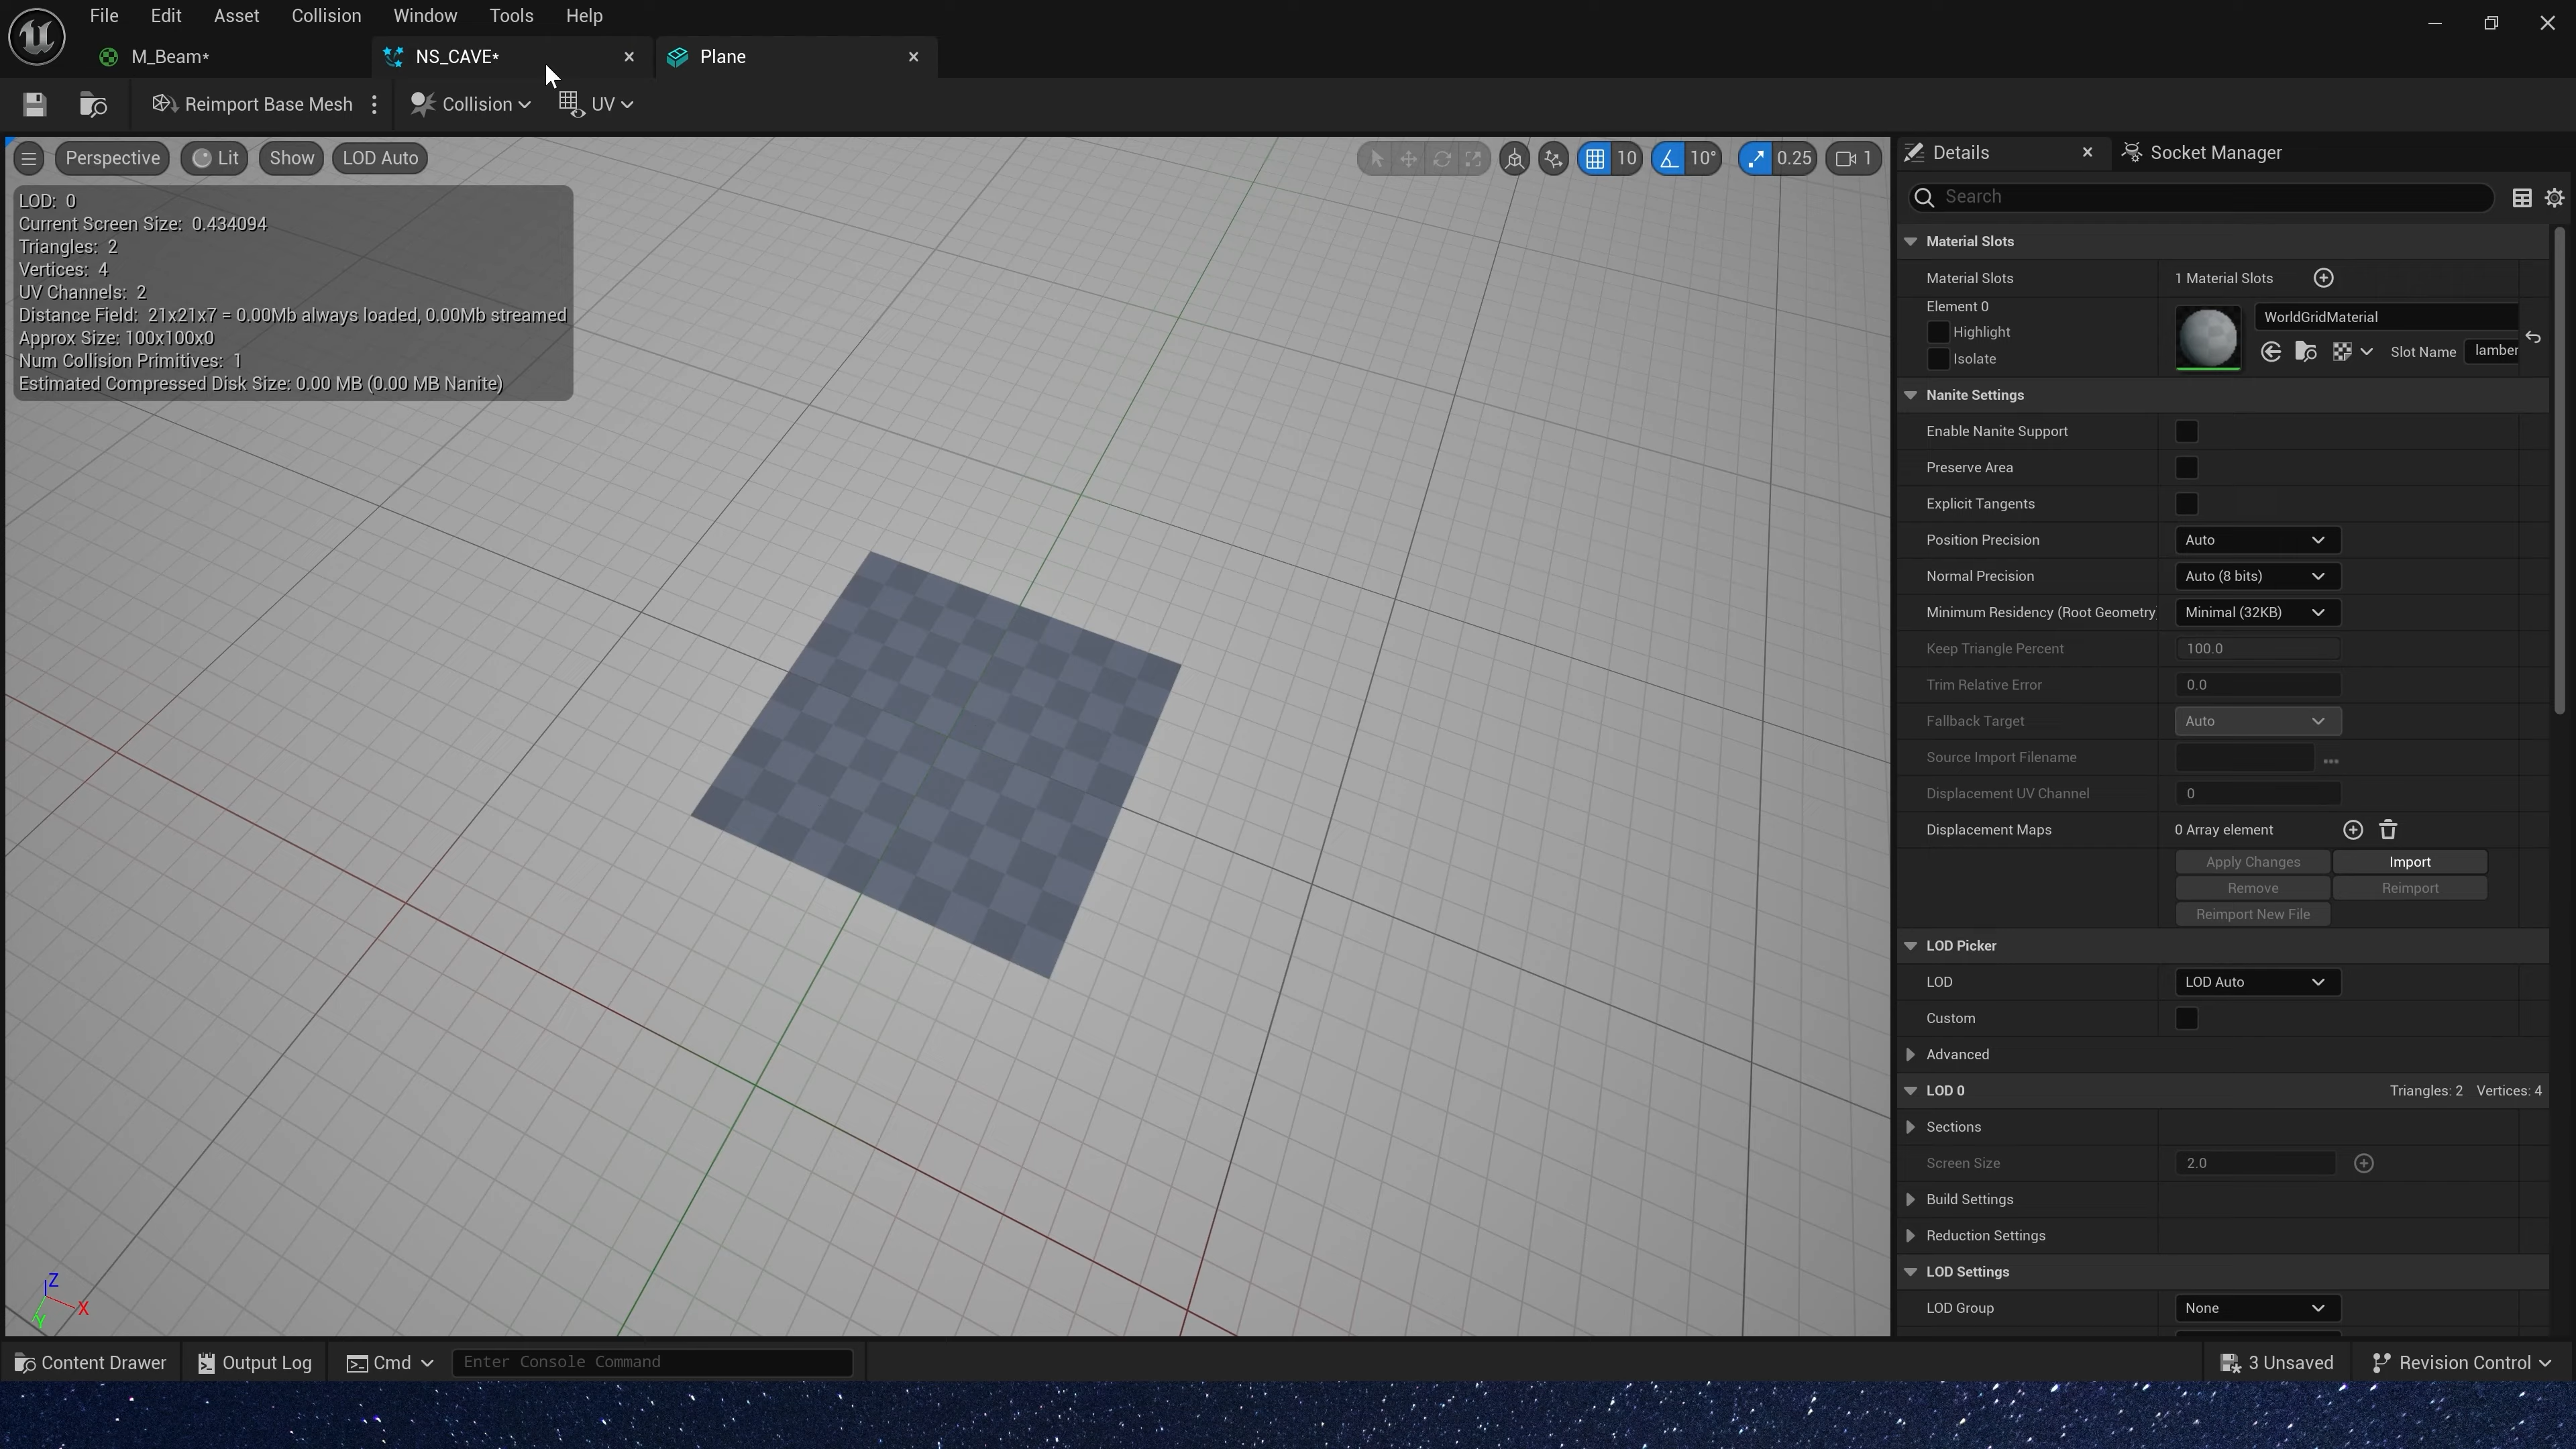 File Edit Asset Collision Window Tools Help
M_Beam*
NS_CAVE*
Plane
Reimport Base Mesh
Collision
UV
Perspective
Lit
Show
LOD Auto
10
10°
0.25
1
LOD: 0
Current Screen Size: 0.434094
Triangles: 2
Vertices: 4
UV Channels: 2
Distance Field: 21x21x7 = 0.00Mb always loaded, 0.00Mb streamed
Approx Size: 100x100x0
Num Collision Primitives: 1
Estimated Compressed Disk Size: 0.00 MB (0.00 MB Nanite)
Z
X
Y
Details
Socket Manager
Search
Material Slots
Material Slots 1 Material Slots
Element 0
Highlight
Isolate
WorldGridMaterial
Slot Name lamber
Nanite Settings
Enable Nanite Support
Preserve Area
Explicit Tangents
Position Precision Auto
Normal Precision Auto (8 bits)
Minimum Residency (Root Geometry Minimal (32KB)
Keep Triangle Percent 100.0
Trim Relative Error 0.0
Fallback Target Auto
Source Import Filename
Displacement UV Channel 0
Displacement Maps 0 Array element
Apply Changes Import
Remove Reimport
Reimport New File
LOD Picker
LOD LOD Auto
Custom
Advanced
LOD 0 Triangles: 2 Vertices: 4
Sections
Screen Size 2.0
Build Settings
Reduction Settings
LOD Settings
LOD Group None
Content Drawer
Output Log
Cmd
Enter Console Command
3 Unsaved
Revision Control